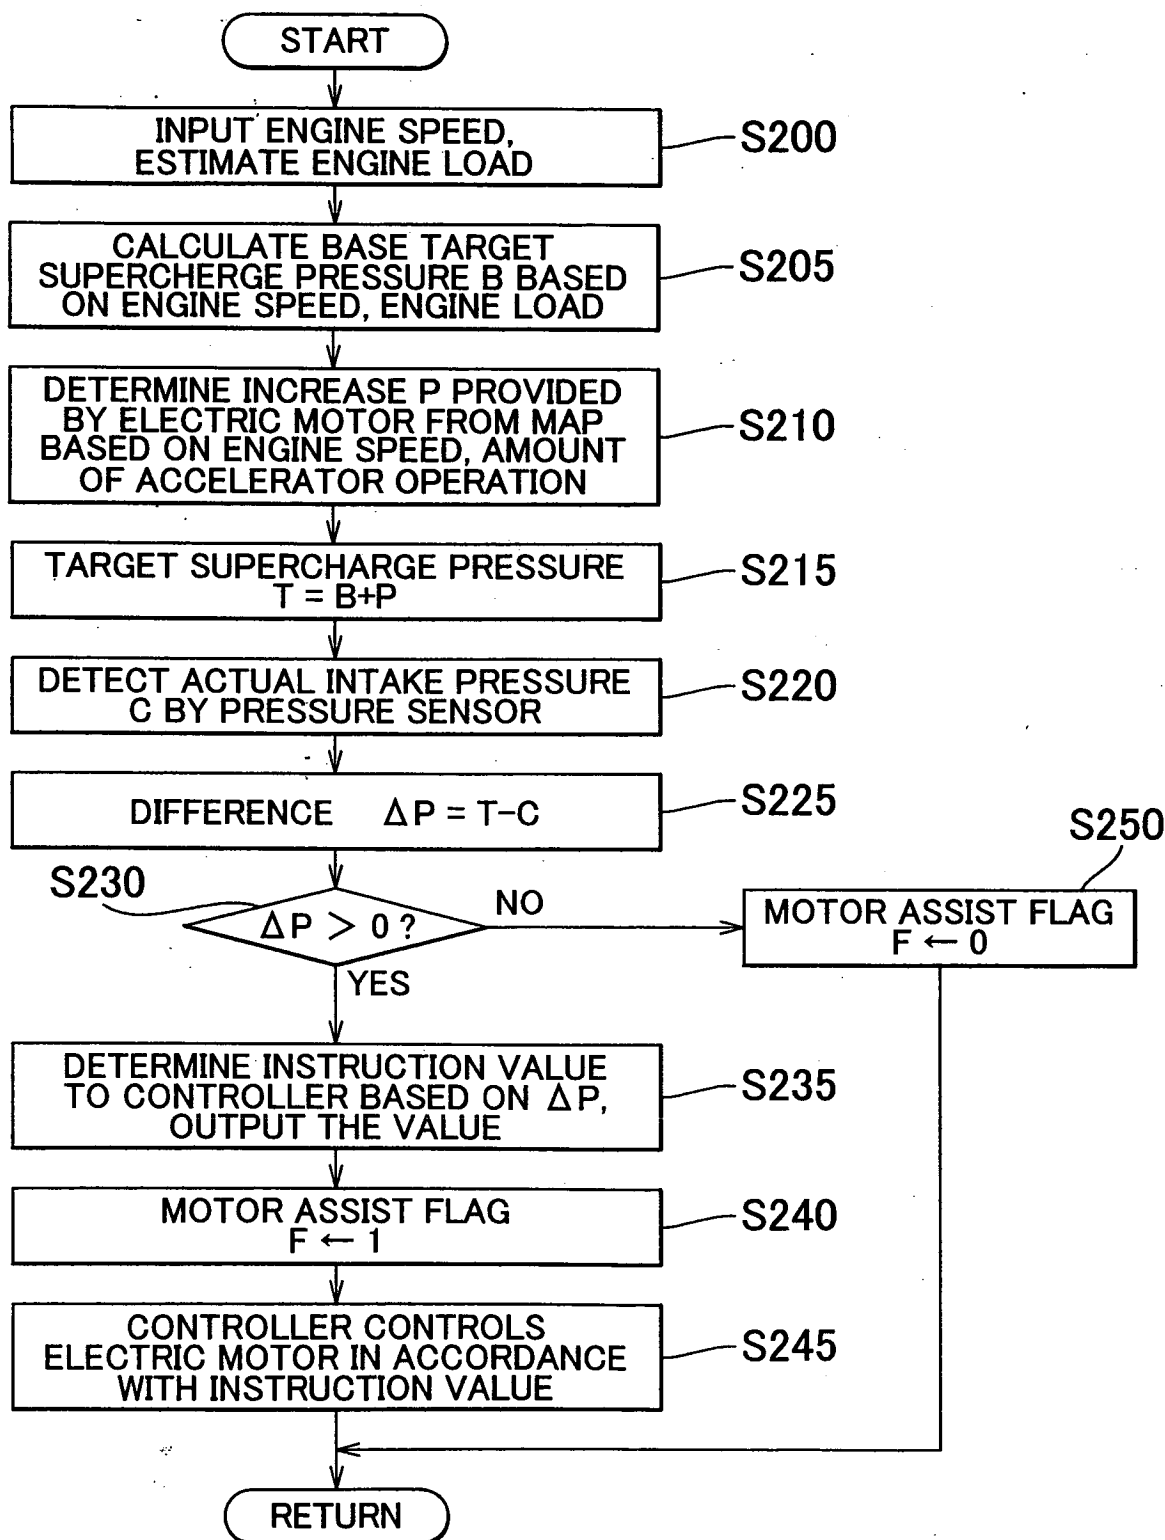 START
INPUT ENGINE SPEED,
ESTIMATE ENGINE LOAD
S200
CALCULATE BASE TARGET
SUPERCHERGE PRESSURE B BASED
ON ENGINE SPEED, ENGINE LOAD
S205
DETERMINE INCREASE P PROVIDED
BY ELECTRIC MOTOR FROM MAP
BASED ON ENGINE SPEED, AMOUNT
OF ACCELERATOR OPERATION
S210
TARGET SUPERCHARGE PRESSURE
T = B+P
S215
DETECT ACTUAL INTAKE PRESSURE
C BY PRESSURE SENSOR
S220
DIFFERENCE ΔP = T-C
S225
S230
ΔP > 0 ?
NO
S250
MOTOR ASSIST FLAG
F ← 0
YES
DETERMINE INSTRUCTION VALUE
TO CONTROLLER BASED ON ΔP,
OUTPUT THE VALUE
S235
MOTOR ASSIST FLAG
F ← 1
S240
CONTROLLER CONTROLS
ELECTRIC MOTOR IN ACCORDANCE
WITH INSTRUCTION VALUE
S245
RETURN